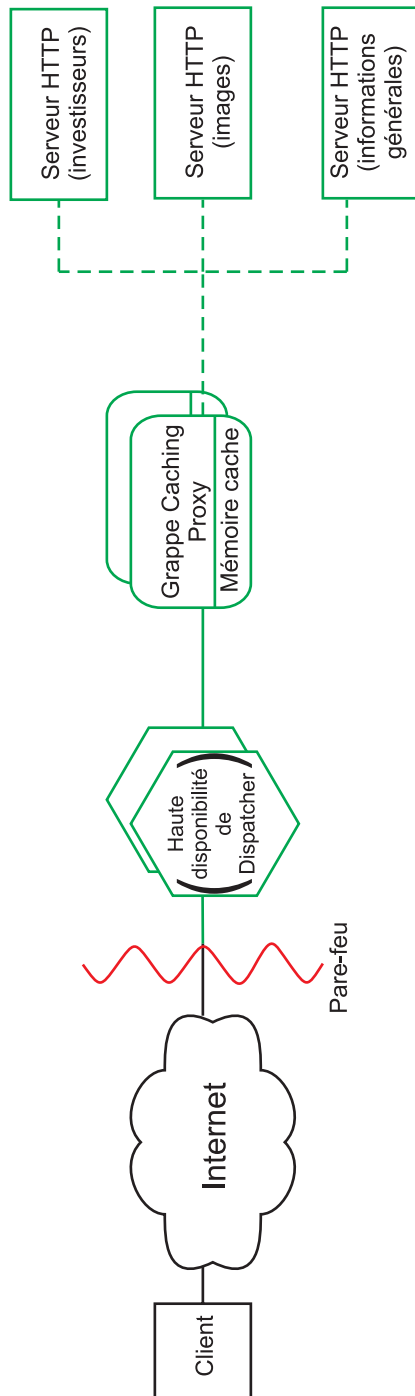 Client
Internet
Pare-feu
Haute
disponibilité
de
Dispatcher
Grappe Caching
Proxy
Mémoire cache
Serveur HTTP
(investisseurs)
Serveur HTTP
(images)
Serveur HTTP
(informations
générales)